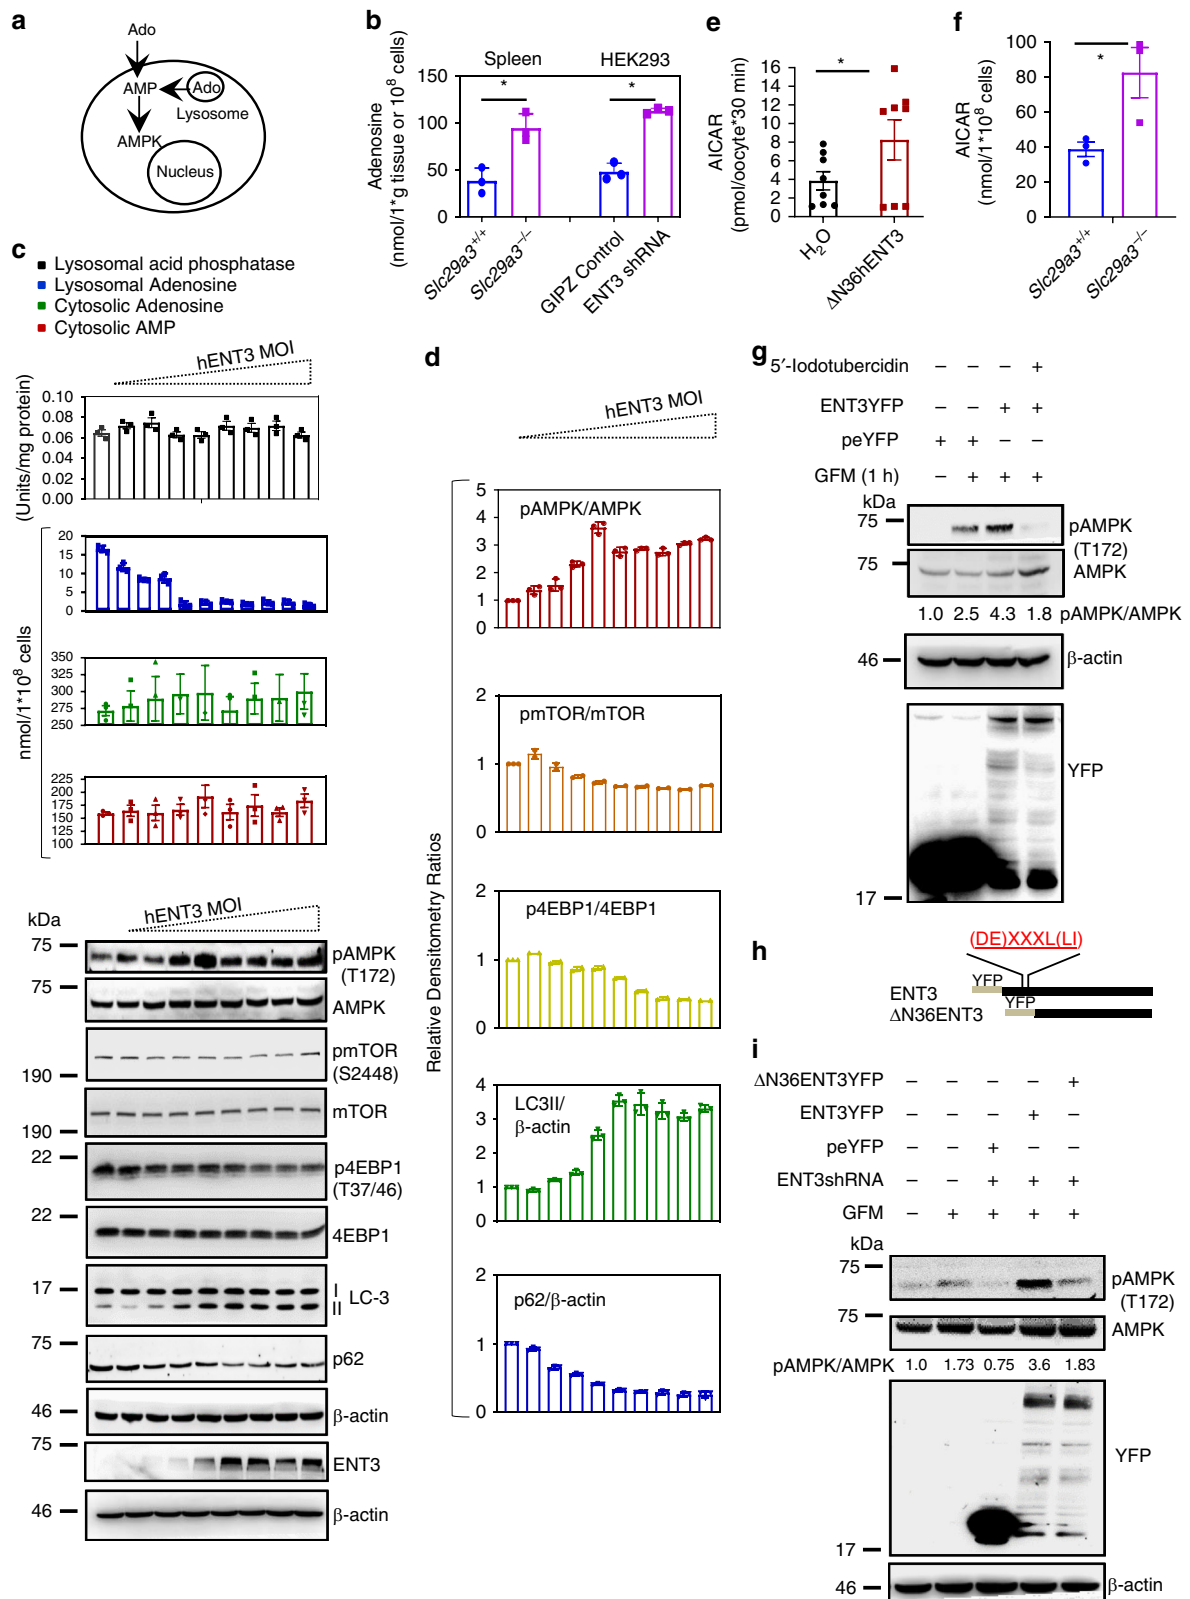 a
Ado
AMP
Ado
Lysosome
AMPK
Nucleus
b
Spleen
HEK293
Adenosine
(nmol/1*g tissue or 10⁸ cells)
150
100
50
0
*
*
Slc29a3⁺/⁺
Slc29a3⁻/⁻
GIPZ Control
ENT3 shRNA
e
AICAR
(pmol/oocyte*30 min)
16
14
12
10
8
6
4
2
0
*
H₂O
ΔN36hENT3
f
AICAR
(nmol/1*10⁸ cells)
100
80
60
40
20
0
*
Slc29a3⁺/⁺
Slc29a3⁻/⁻
c
Lysosomal acid phosphatase
Lysosomal Adenosine
Cytosolic Adenosine
Cytosolic AMP
hENT3 MOI
(Units/mg protein)
0.10
0.08
0.06
0.04
0.02
0.00
nmol/1*10⁸ cells
20
15
10
5
0
350
325
300
275
250
225
200
175
150
125
100
kDa
hENT3 MOI
75
pAMPK
(T172)
75
AMPK
pmTOR
(S2448)
190
mTOR
190
22
p4EBP1
(T37/46)
22
4EBP1
17
I
II
LC-3
75
p62
46
β-actin
75
ENT3
46
β-actin
d
hENT3 MOI
Relative Densitometry Ratios
pAMPK/AMPK
5
4
3
2
1
0
pmTOR/mTOR
2
1
0
p4EBP1/4EBP1
2
1
0
LC3II/
β-actin
4
3
2
1
0
p62/β-actin
2
1
0
g
5′-Iodotubercidin – – – +
ENT3YFP – – + +
peYFP + + – –
GFM (1 h) – + + +
kDa
75
pAMPK
(T172)
75
AMPK
1.0 2.5 4.3 1.8 pAMPK/AMPK
46
β-actin
YFP
17
h
(DE)XXXL(LI)
YFP
ENT3
YFP
ΔN36ENT3
i
ΔN36ENT3YFP – – – – +
ENT3YFP – – – + –
peYFP – – + – –
ENT3shRNA – – + + +
GFM – + + + +
kDa
75
pAMPK
(T172)
75
AMPK
pAMPK/AMPK 1.0 1.73 0.75 3.6 1.83
YFP
17
46
β-actin